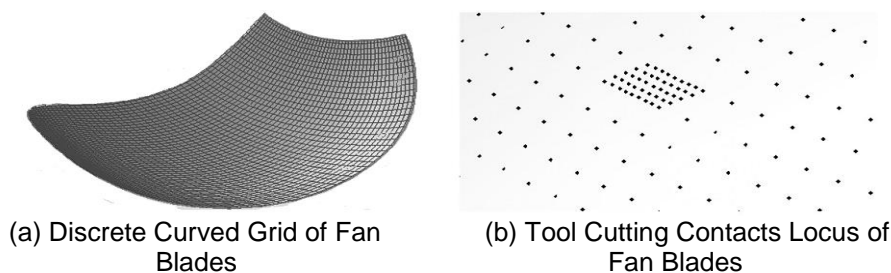 (a) Discrete Curved Grid of Fan
Blades
(b) Tool Cutting Contacts Locus of
Fan Blades